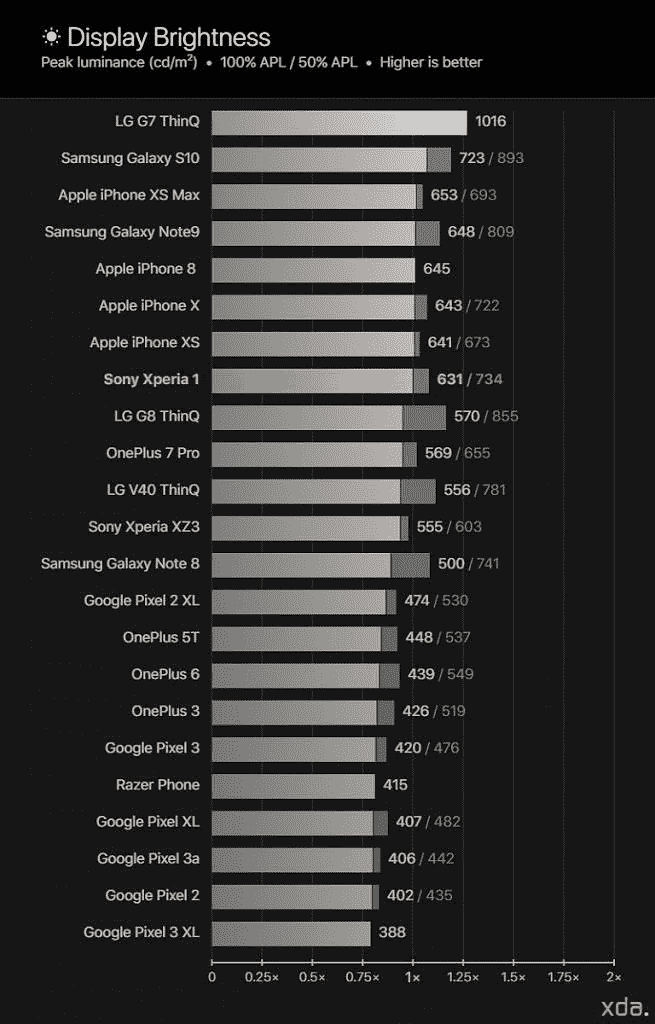 Display Brightness
Peak luminance (cd/m²) • 100% APL / 50% APL • Higher is better
LG G7 ThinQ 1016
Samsung Galaxy S10 723 / 893
Apple iPhone XS Max 653 / 693
Samsung Galaxy Note9 648 / 809
Apple iPhone 8 645
Apple iPhone X 643 / 722
Apple iPhone XS 641 / 673
Sony Xperia 1 631 / 734
LG G8 ThinQ 570 / 855
OnePlus 7 Pro 569 / 655
LG V40 ThinQ 556 / 781
Sony Xperia XZ3 555 / 603
Samsung Galaxy Note 8 500 / 741
Google Pixel 2 XL 474 / 530
OnePlus 5T 448 / 537
OnePlus 6 439 / 549
OnePlus 3 426 / 519
Google Pixel 3 420 / 476
Razer Phone 415
Google Pixel XL 407 / 482
Google Pixel 3a 406 / 442
Google Pixel 2 402 / 435
Google Pixel 3 XL 388
0 0.25× 0.5× 0.75× 1× 1.25× 1.5× 1.75× 2×
xda.